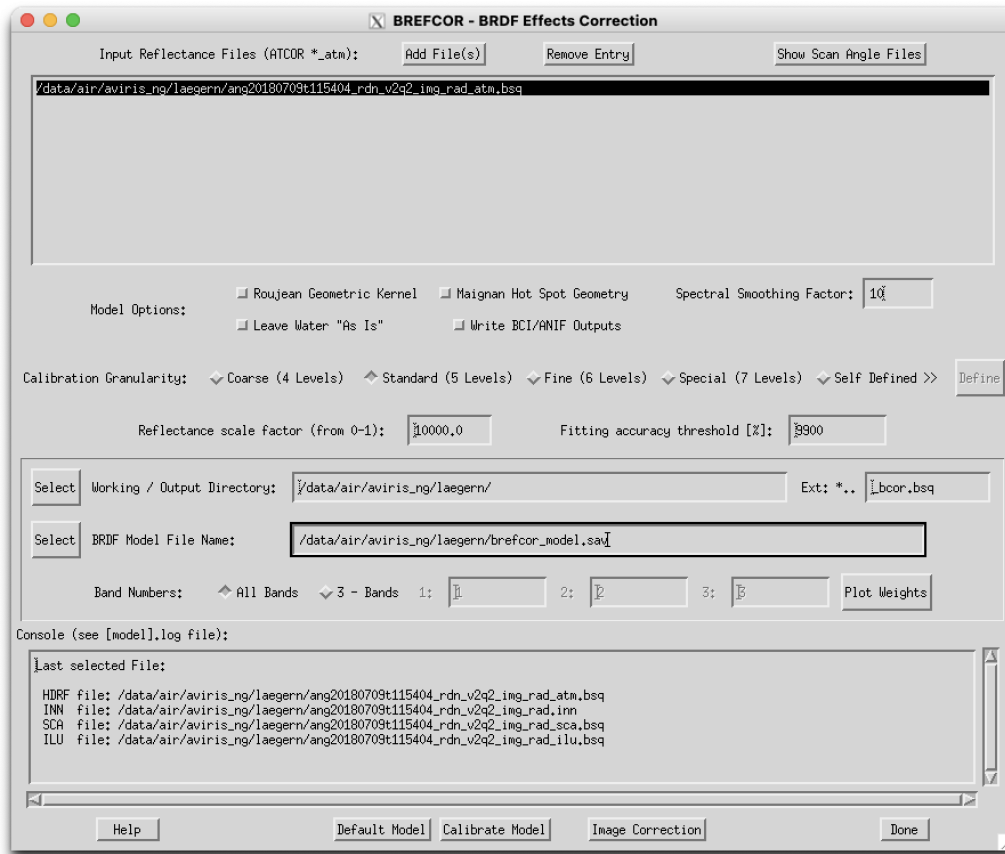 BREFCOR - BRDF Effects Correction
Input Reflectance Files (ATCOR *_atm): Add File(s) Remove Entry Show Scan Angle Files
/data/air/aviris_ng/laegern/ang20180709t115404_rdn_v2q2_img_rad_atm.bsq
Roujean Geometric Kernel Maignan Hot Spot Geometry Spectral Smoothing Factor: 10
Model Options:
Leave Water "As Is" Write BCI/ANIF Outputs
Calibration Granularity: Coarse (4 Levels) Standard (5 Levels) Fine (6 Levels) Special (7 Levels) Self Defined >> Define
Reflectance scale factor (from 0-1): 10000.0 Fitting accuracy threshold [%]: 9900
Select Working / Output Directory: /data/air/aviris_ng/laegern/ Ext: *.. _bcor.bsq
Select BRDF Model File Name: /data/air/aviris_ng/laegern/brefcor_model.sav
Band Numbers: All Bands 3 - Bands 1: 1 2: 2 3: 3 Plot Weights
Console (see [model].log file):
Last selected File:
HDRF file: /data/air/aviris_ng/laegern/ang20180709t115404_rdn_v2q2_img_rad_atm.bsq
INN file: /data/air/aviris_ng/laegern/ang20180709t115404_rdn_v2q2_img_rad.inn
SCA file: /data/air/aviris_ng/laegern/ang20180709t115404_rdn_v2q2_img_rad_sca.bsq
ILU file: /data/air/aviris_ng/laegern/ang20180709t115404_rdn_v2q2_img_rad_ilu.bsq
Help Default Model Calibrate Model Image Correction Done